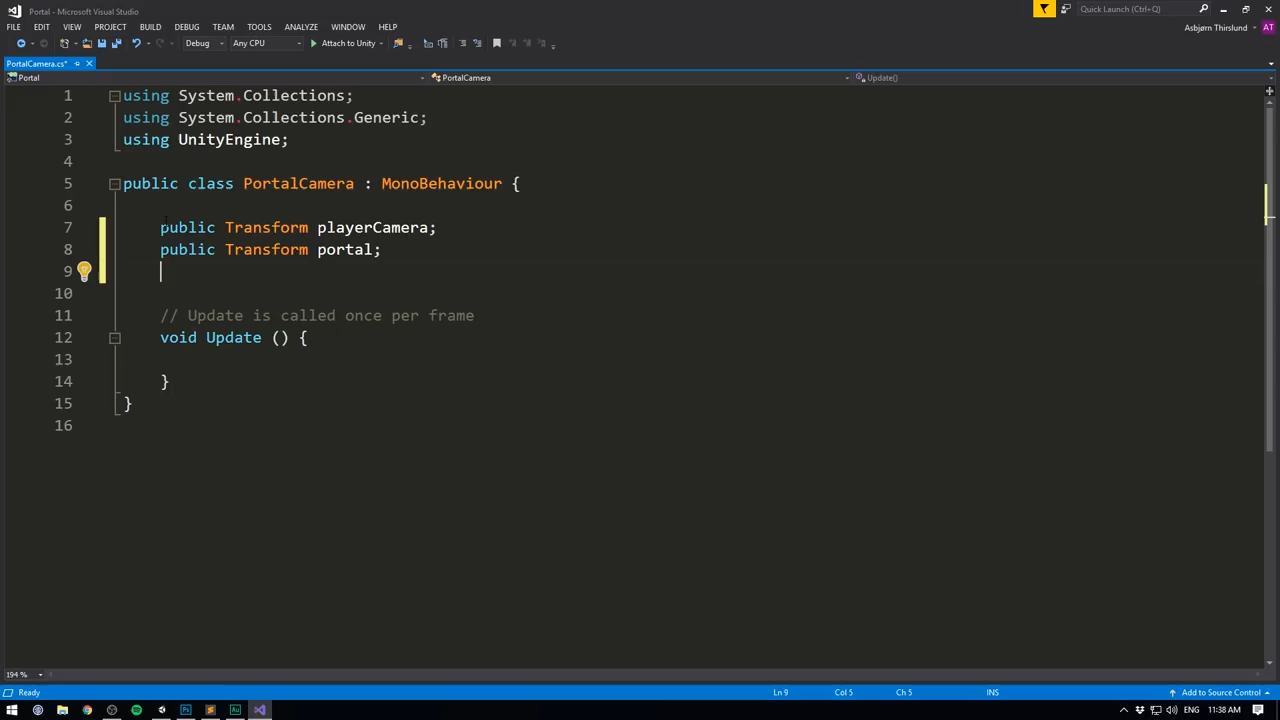 Portal - Microsoft Visual Studio
Quick Launch (Ctrl+Q)
FILE EDIT VIEW PROJECT BUILD DEBUG TEAM TOOLS ANALYZE WINDOW HELP
Asbjørn Thirslund AT
Debug Any CPU Attach to Unity
PortalCamera.cs*
Portal PortalCamera Update()
1 using System.Collections;
2 using System.Collections.Generic;
3 using UnityEngine;
4
5 public class PortalCamera : MonoBehaviour {
6
7 public Transform playerCamera;
8 public Transform portal;
9
10
11 // Update is called once per frame
12 void Update () {
13
14 }
15 }
16
194 %
Ready Ln 9 Col 5 Ch 5 INS Add to Source Control
Ps Au ENG 11:38 AM